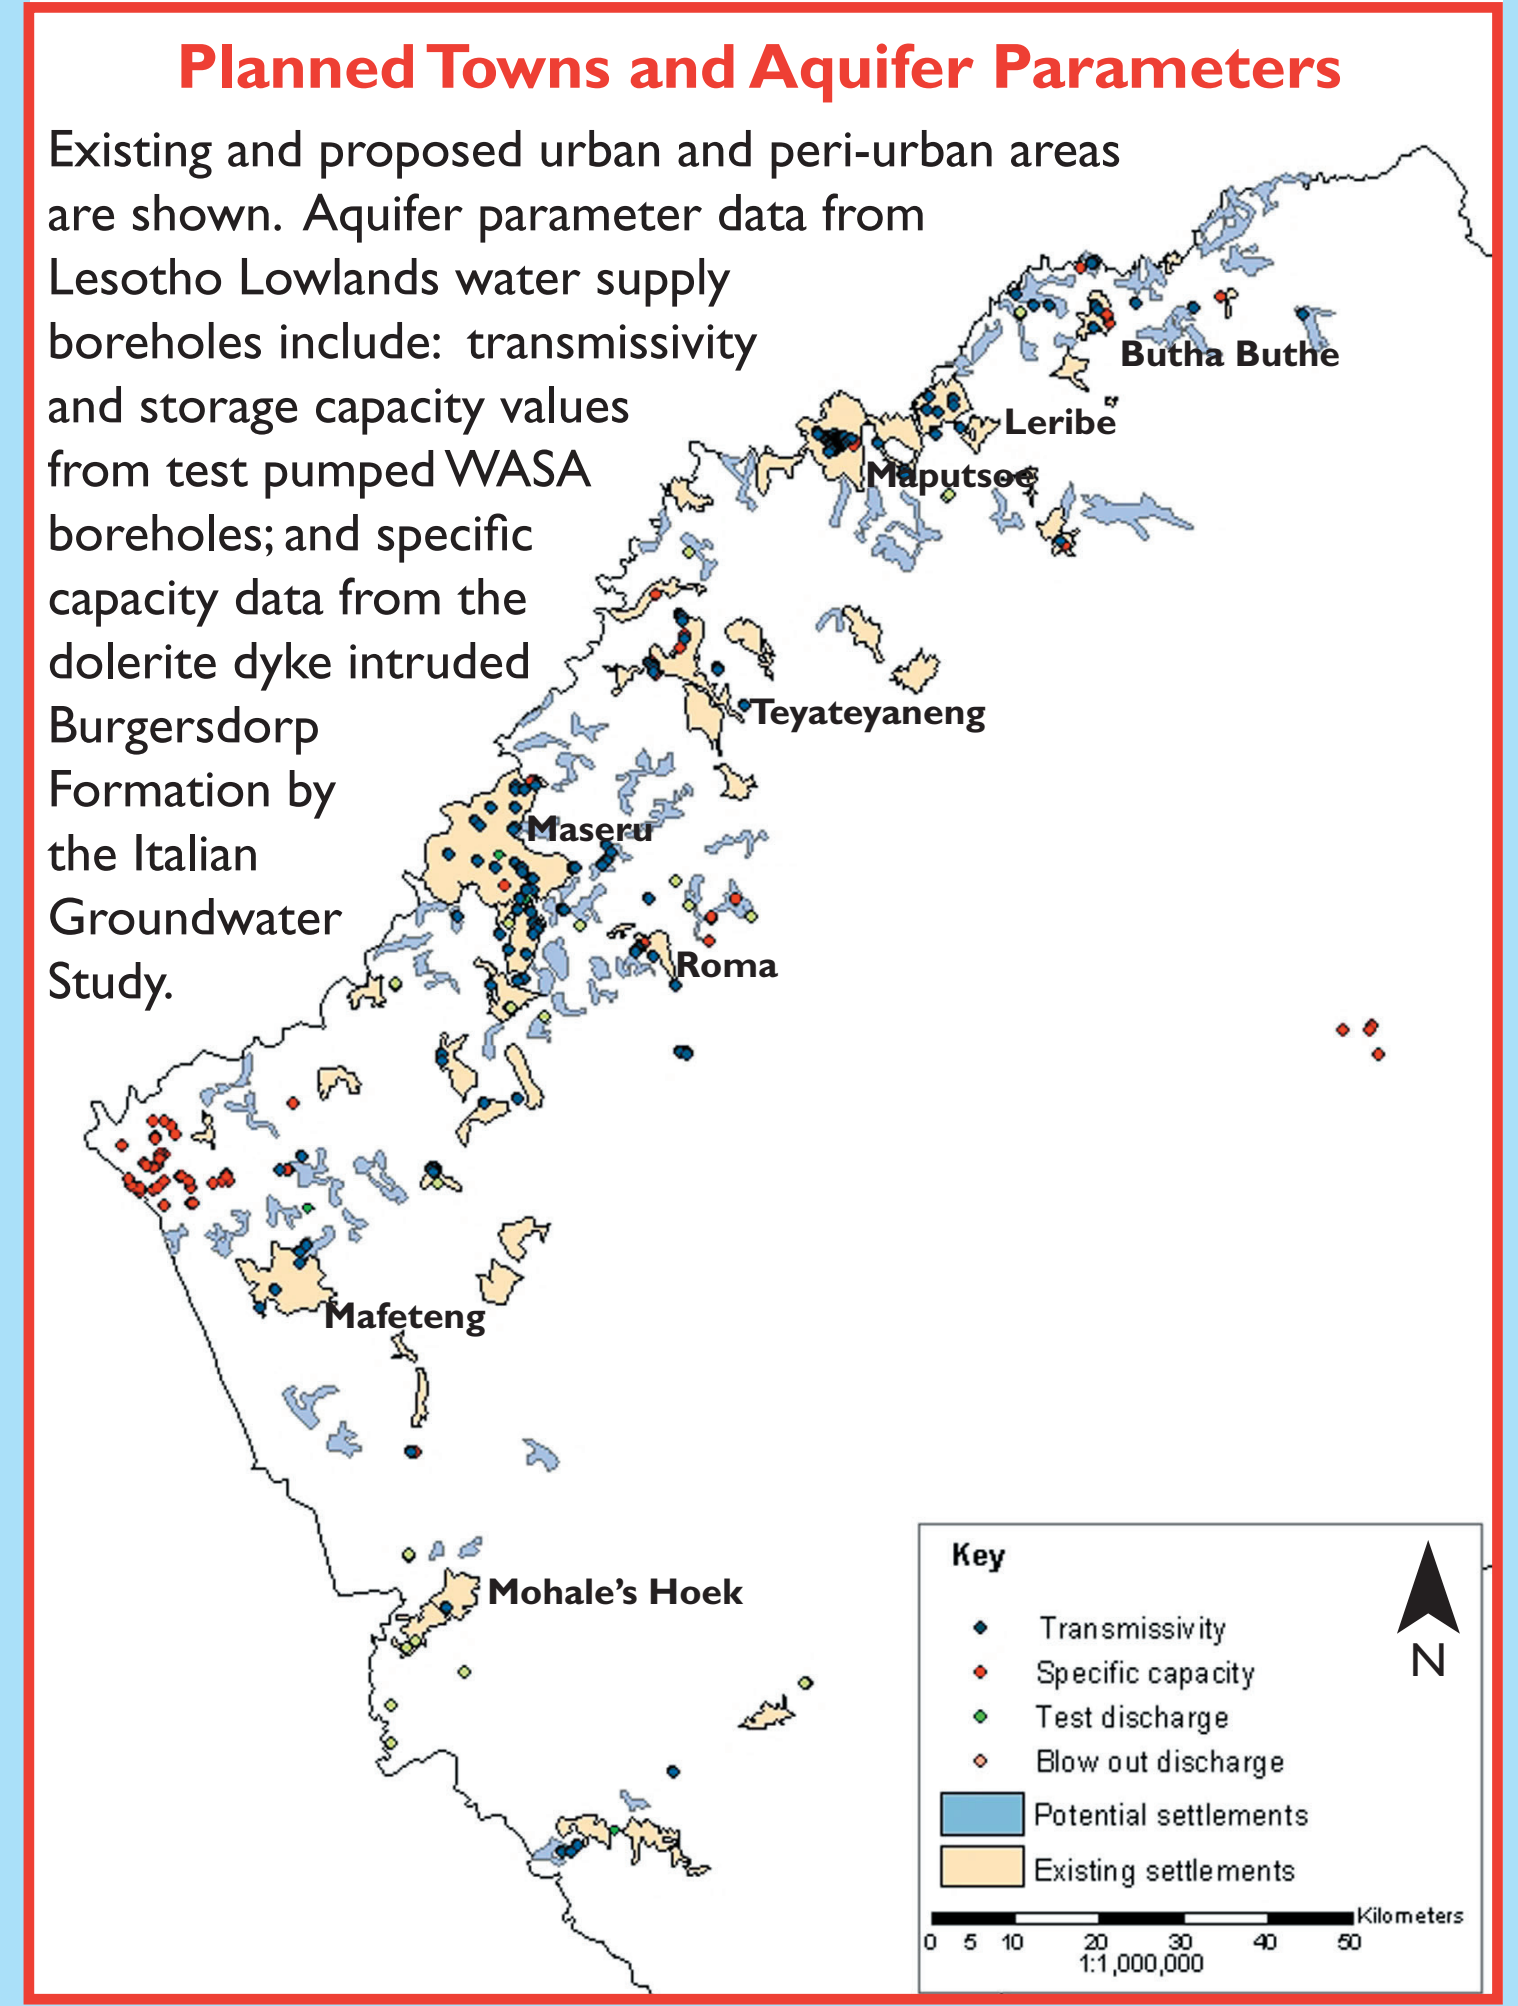 Planned Towns and Aquifer Parameters
Existing and proposed urban and peri-urban areas
are shown.  Aquifer parameter data from
Lesotho Lowlands water supply
boreholes include:  transmissivity
and storage capacity values
from test pumped WASA
boreholes; and specific
capacity data from the
dolerite dyke intruded
Burgersdorp
Formation by
the Italian
Groundwater
Study.
Butha Buthe
Leribe
Maputsoe
Teyateyaneng
Maseru
Roma
Mafeteng
Mohale’s Hoek
Key
Transmissivity
Specific capacity
Test discharge
Blow out discharge
Potential settlements
Existing settlements
N
Kilometers
0 5 10 20 30 40 50
1:1,000,000